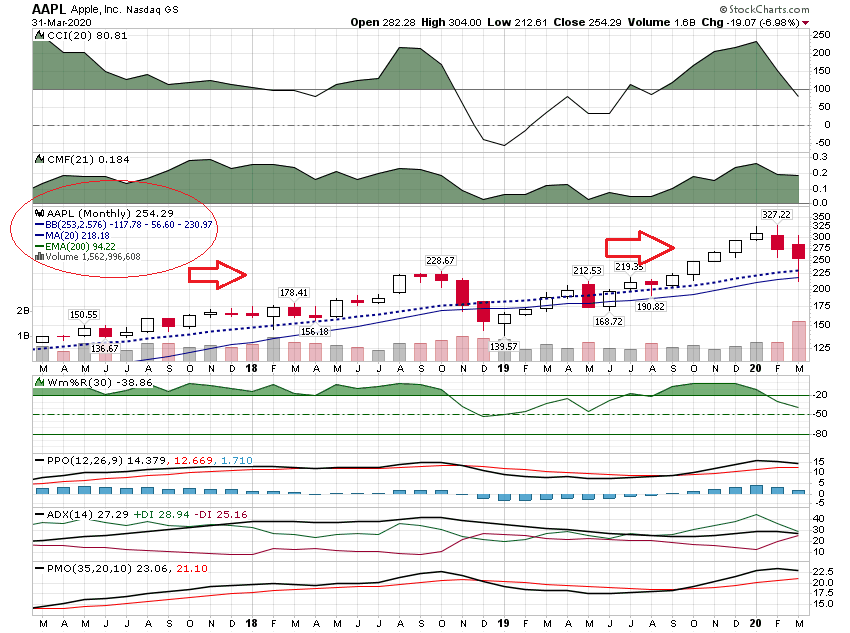 AAPL Apple, Inc. Nasdaq GS
© StockCharts.com
31-Mar-2020
Open 282.28 High 304.00 Low 212.61 Close 254.29 Volume 1.6B Chg -19.07 (-6.98%)
CCI(20) 80.81
250
200
150
100
50
0
-50
CMF(21) 0.184
0.3
0.2
0.1
0.0
AAPL (Monthly) 254.29
BB(253,2.576) -117.78 - 56.60 - 230.97
MA(20) 218.18
EMA(200) 94.22
Volume 1,562,996,608
327.22
228.67
212.53
219.35
178.41
190.82
150.55
168.72
156.18
136.67
139.57
2B
1B
350
325
300
275
250
225
200
175
150
125
M A M J J A S O N D 18 F M A M J J A S O N D 19 F M A M J J A S O N D 20 F M
Wm%R(30) -38.86
-20
-50
-80
PPO(12,26,9) 14.379, 12.669, 1.710
15
10
5
0
-5
ADX(14) 27.29 +DI 28.94 -DI 25.16
40
30
20
10
PMO(35,20,10) 23.06, 21.10
22.5
20.0
17.5
15.0
M A M J J A S O N D 18 F M A M J J A S O N D 19 F M A M J J A S O N D 20 F M